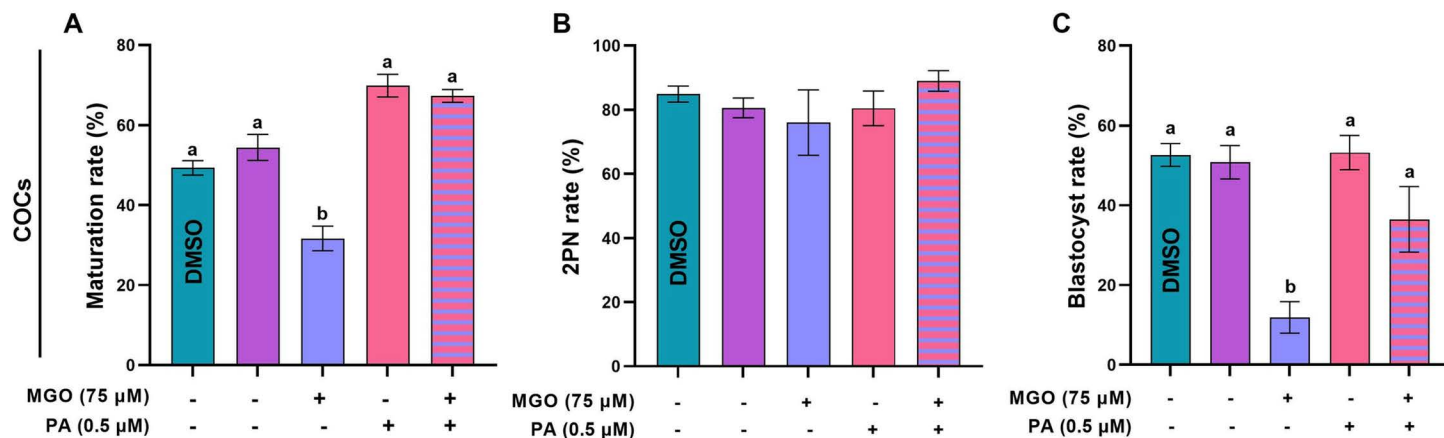 A
COCs
Maturation rate (%)
80
60
40
20
0
a
a
b
a
a
DMSO
MGO (75 µM) - - + - +
PA (0.5 µM) - - - + +
B
2PN rate (%)
100
80
60
40
20
0
DMSO
MGO (75 µM) - - + - +
PA (0.5 µM) - - - + +
C
Blastocyst rate (%)
80
60
40
20
0
a
a
b
a
a
DMSO
MGO (75 µM) - - + - +
PA (0.5 µM) - - - + +